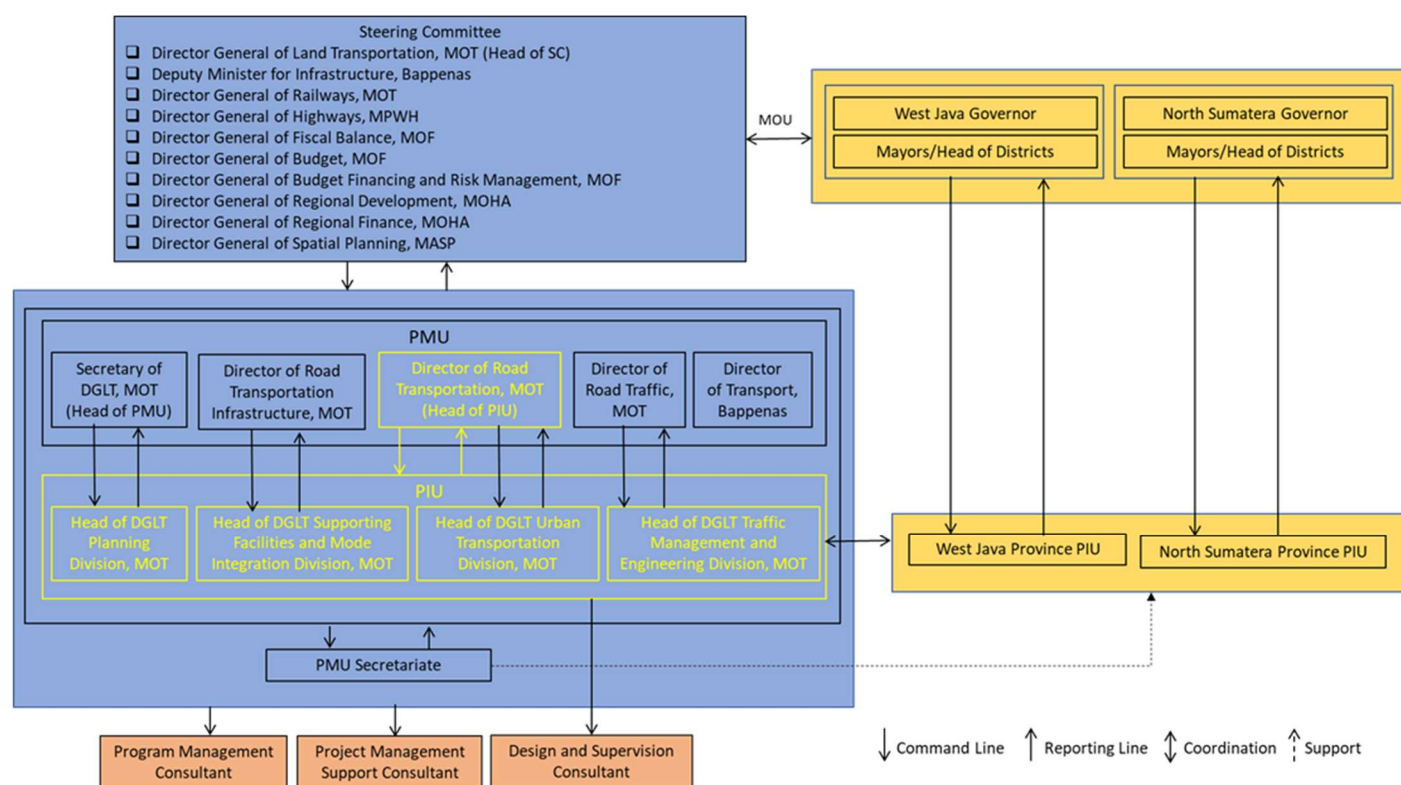 Steering Committee
Director General of Land Transportation, MOT (Head of SC)
Deputy Minister for Infrastructure, Bappenas
Director General of Railways, MOT
Director General of Highways, MPWH
Director General of Fiscal Balance, MOF
Director General of Budget, MOF
Director General of Budget Financing and Risk Management, MOF
Director General of Regional Development, MOHA
Director General of Regional Finance, MOHA
Director General of Spatial Planning, MASP
MOU
West Java Governor
Mayors/Head of Districts
North Sumatera Governor
Mayors/Head of Districts
PMU
Secretary of
DGLT, MOT
(Head of PMU)
Director of Road
Transportation
Infrastructure, MOT
Director of Road
Transportation, MOT
(Head of PIU)
Director of
Road Traffic,
MOT
Director
of Transport,
Bappenas
PIU
Head of DGLT
Planning
Division, MOT
Head of DGLT Supporting
Facilities and Mode
Integration Division, MOT
Head of DGLT Urban
Transportation
Division, MOT
Head of DGLT Traffic
Management and
Engineering Division, MOT
West Java Province PIU
North Sumatera Province PIU
PMU Secretariate
Program Management
Consultant
Project Management
Support Consultant
Design and Supervision
Consultant
Command Line
Reporting Line
Coordination
Support